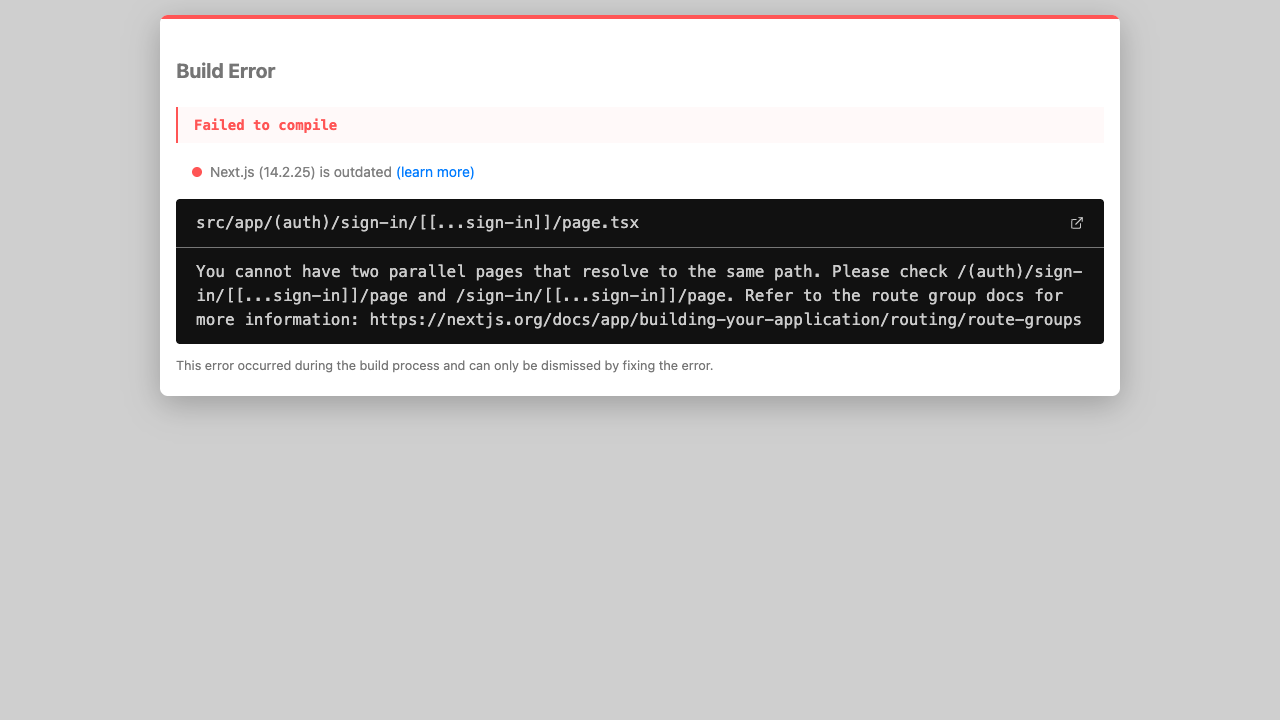 Build Error
Failed to compile
Next.js (14.2.25) is outdated (learn more)
src/app/(auth)/sign-in/[[...sign-in]]/page.tsx
You cannot have two parallel pages that resolve to the same path. Please check /(auth)/sign-
in/[[...sign-in]]/page and /sign-in/[[...sign-in]]/page. Refer to the route group docs for
more information: https://nextjs.org/docs/app/building-your-application/routing/route-groups
This error occurred during the build process and can only be dismissed by fixing the error.